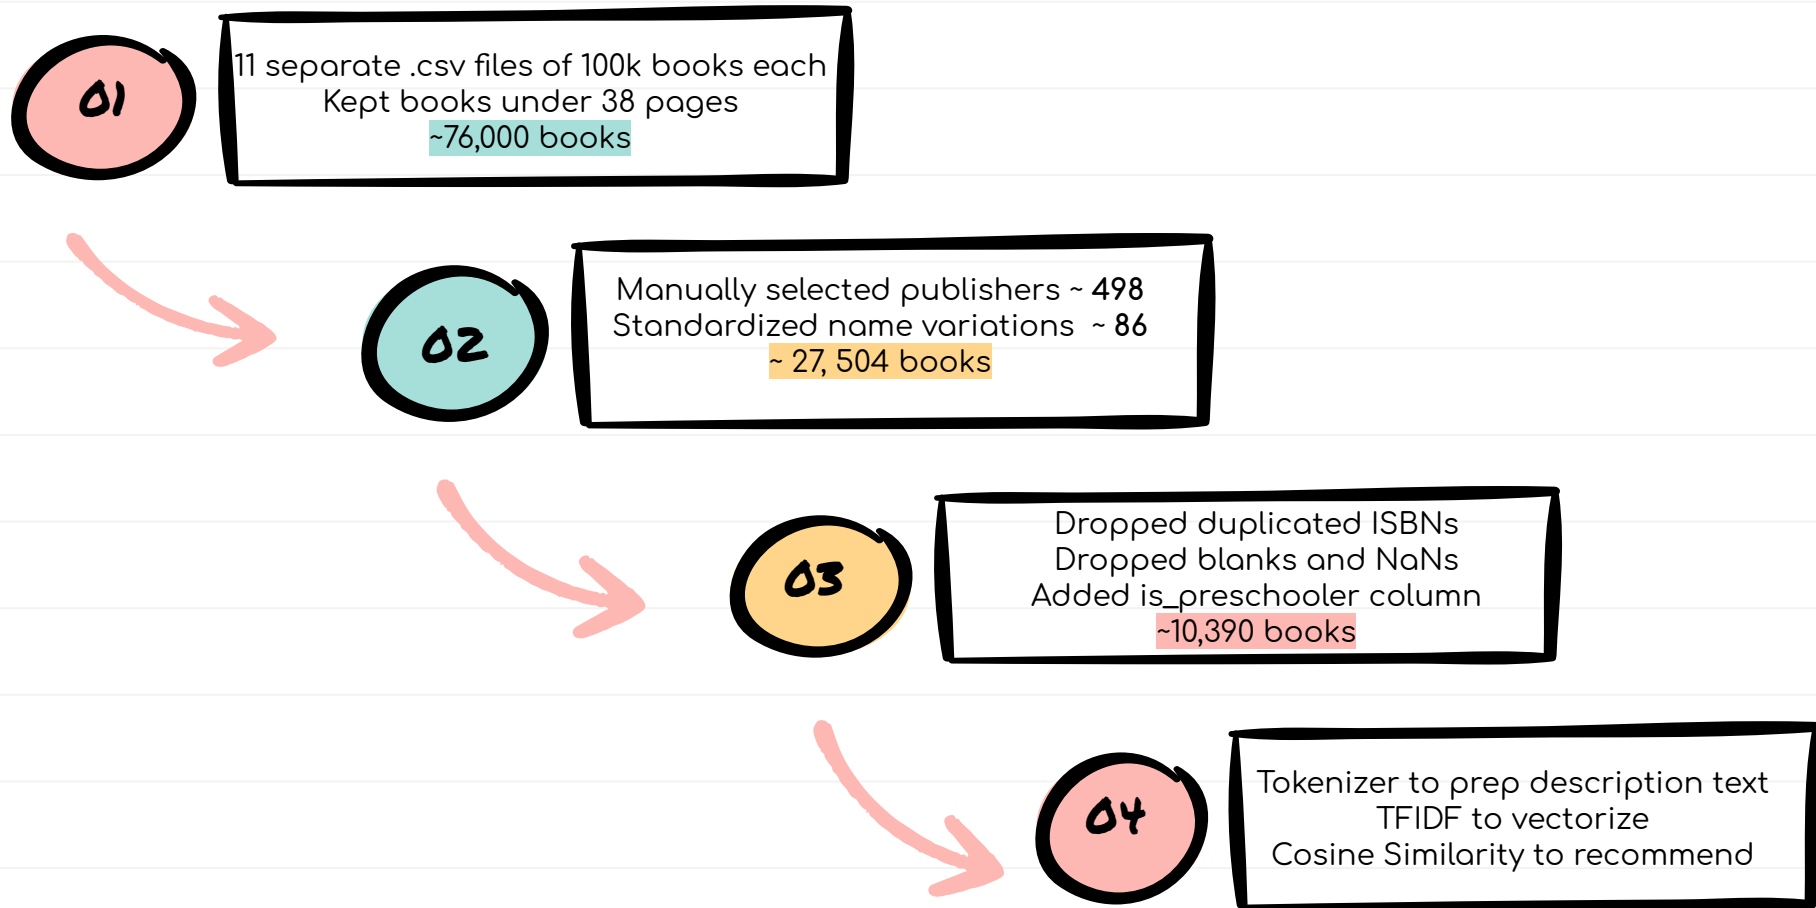 01
11 separate .csv files of 100k books each
Kept books under 38 pages
~76,000 books
02
Manually selected publishers ~ 498
Standardized name variations ~ 86
~ 27, 504 books
03
Dropped duplicated ISBNs
Dropped blanks and NaNs
Added is_preschooler column
~10,390 books
04
Tokenizer to prep description text
TFIDF to vectorize
Cosine Similarity to recommend